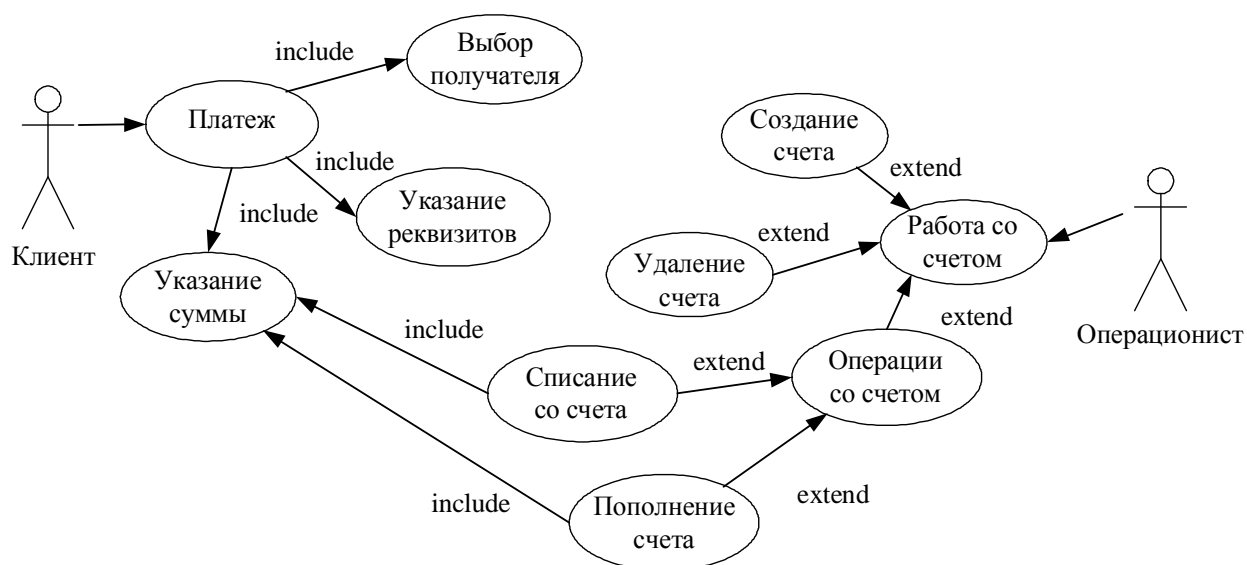 include
Выбор
получателя
Платеж
include
Указание
реквизитов
include
Клиент
Указание
суммы
Создание
счета
extend
Работа со
счетом
extend
Удаление
счета
extend
Операционист
include
Списание
со счета
extend
Операции
со счетом
include
Пополнение
счета
extend